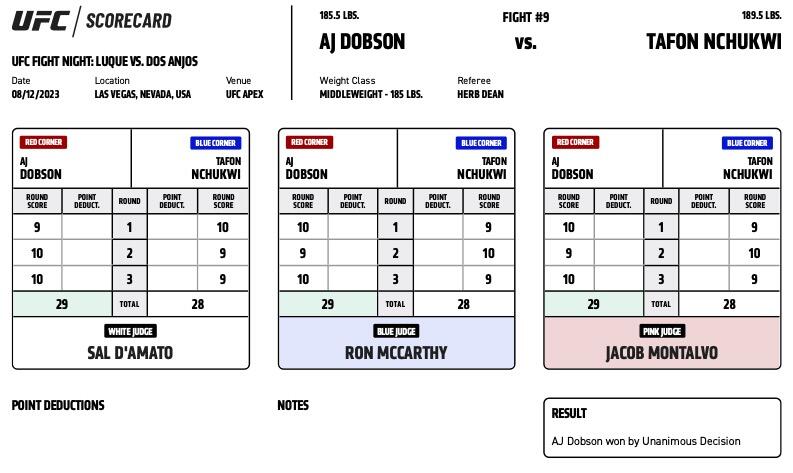 UFC SCORECARD
UFC FIGHT NIGHT: LUQUE VS. DOS ANJOS
Date Location Venue
08/12/2023 LAS VEGAS, NEVADA, USA UFC APEX
185.5 LBS. FIGHT #9 189.5 LBS.
AJ DOBSON vs. TAFON NCHUKWI
Weight Class Referee
MIDDLEWEIGHT - 185 LBS. HERB DEAN
RED CORNER BLUE CORNER
AJ TAFON
DOBSON NCHUKWI
ROUND SCORE POINT DEDUCT. ROUND POINT DEDUCT. ROUND SCORE
9 1 10
10 2 9
10 3 9
29 TOTAL 28
WHITE JUDGE
SAL D'AMATO
RED CORNER BLUE CORNER
AJ TAFON
DOBSON NCHUKWI
ROUND SCORE POINT DEDUCT. ROUND POINT DEDUCT. ROUND SCORE
10 1 9
9 2 10
10 3 9
29 TOTAL 28
BLUE JUDGE
RON MCCARTHY
RED CORNER BLUE CORNER
AJ TAFON
DOBSON NCHUKWI
ROUND SCORE POINT DEDUCT. ROUND POINT DEDUCT. ROUND SCORE
10 1 9
9 2 10
10 3 9
29 TOTAL 28
PINK JUDGE
JACOB MONTALVO
POINT DEDUCTIONS
NOTES
RESULT
AJ Dobson won by Unanimous Decision